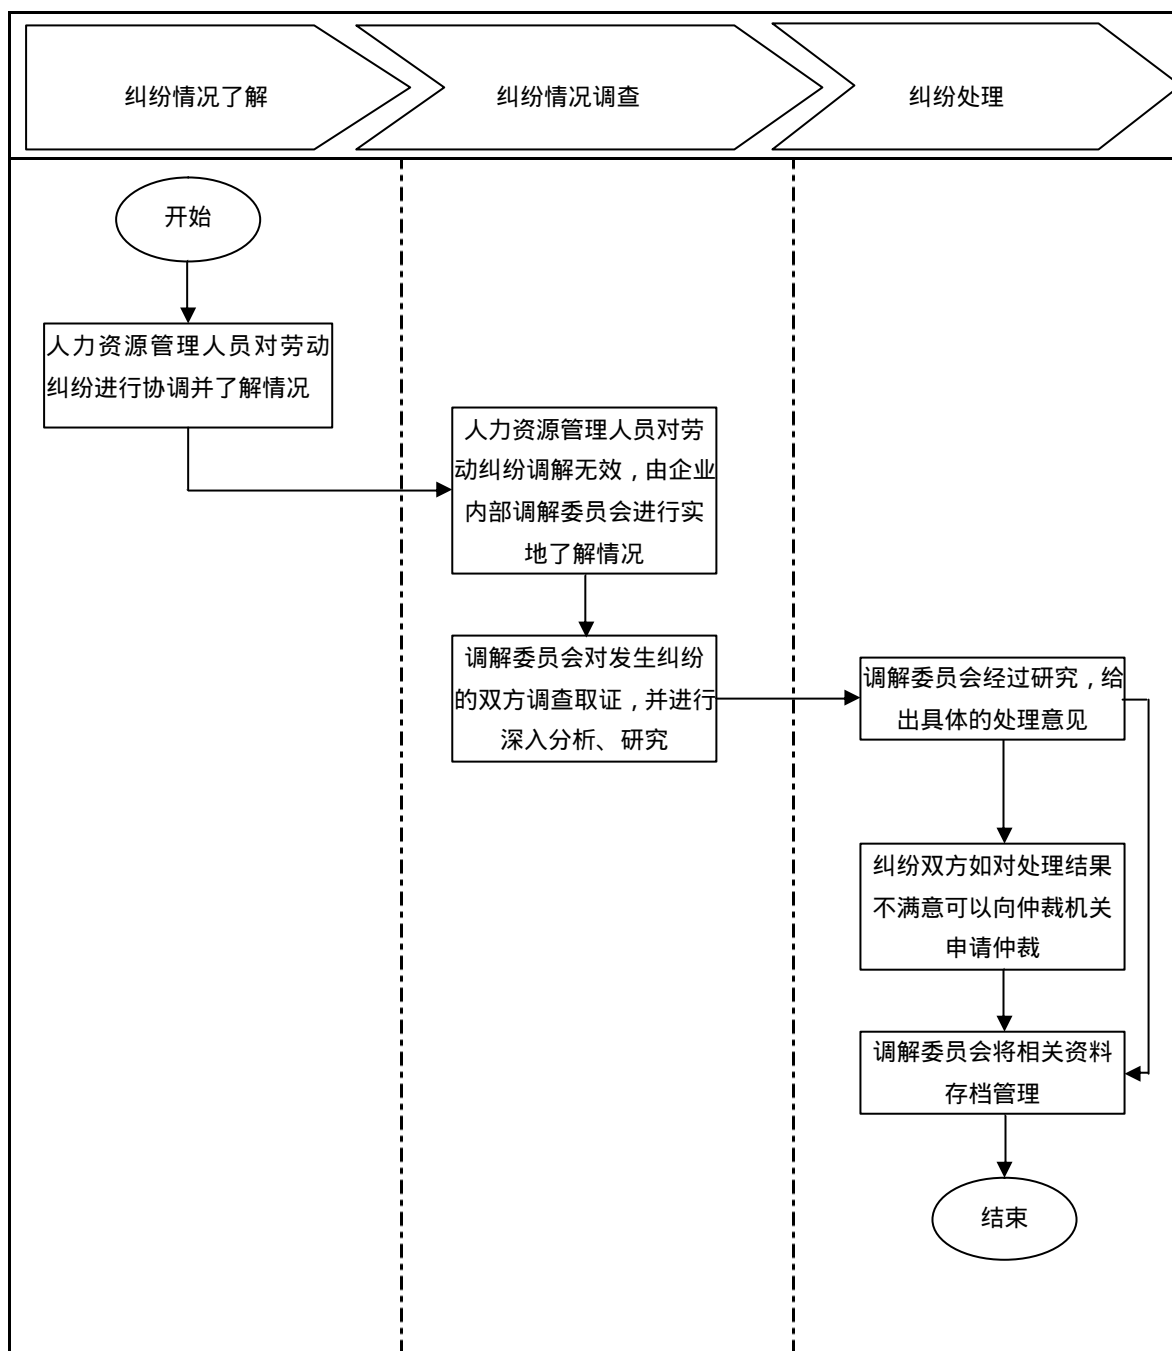 纠纷情况了解
纠纷情况调查
纠纷处理
开始
人力资源管理人员对劳动
纠纷进行协调并了解情况
人力资源管理人员对劳
动纠纷调解无效，由企业
内部调解委员会进行实
地了解情况
调解委员会对发生纠纷
的双方调查取证，并进行
深入分析、研究
调解委员会经过研究，给
出具体的处理意见
纠纷双方如对处理结果
不满意可以向仲裁机关
申请仲裁
调解委员会将相关资料
存档管理
结束